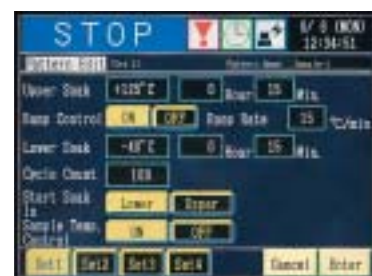 STOP 6/ 8 (MON)
12:34:51
Pattern Edit
Upper Soak +125°C 0 Hour 15 Min.
Ramp Control ON OFF Ramp Rate 15 °C/min
Lower Soak -40°C 0 Hour 15 Min.
Cycle Count 100
Start Soak Lower Upper
In
Sample Temp. ON OFF
Control
Set1 Set2 Set3 Set4 Cancel Enter